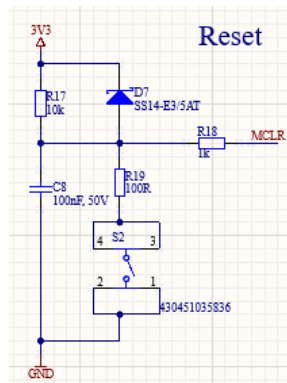 3V3
Reset
R17
10k
D7
SS14-E3/5AT
R18
1k
MCLR
R19
100R
C8
100nF, 50V
S2
4
3
2
1
430451035836
GND